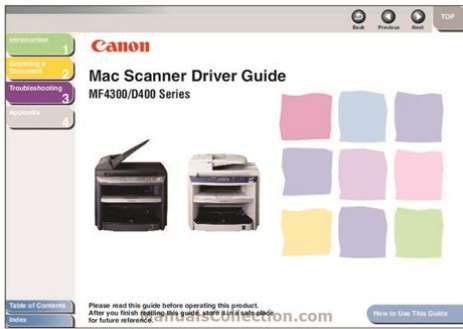 Back Previous Next TOP
Introduction 1
Scanning a
Document 2
Troubleshooting 3
Appendix 4
Canon
Mac Scanner Driver Guide
MF4300/D400 Series
Table of Contents
Index
Please read this guide before operating this product.
After you finish reading this guide, store it in a safe place
for future reference.
ManualsCollection.com
How to Use This Guide